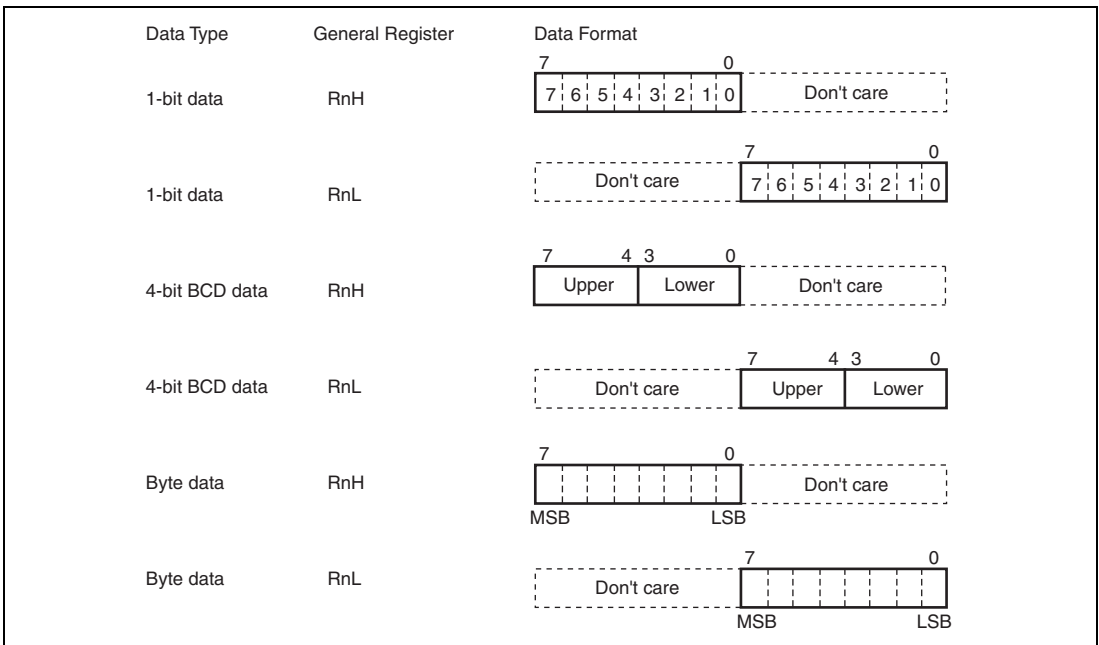 Data Type General Register Data Format
7 0
1-bit data RnH 7 6 5 4 3 2 1 0 Don't care
7 0
1-bit data RnL Don't care 7 6 5 4 3 2 1 0
7 4 3 0
4-bit BCD data RnH Upper Lower Don't care
7 4 3 0
4-bit BCD data RnL Don't care Upper Lower
7 0
Byte data RnH Don't care
MSB LSB
7 0
Byte data RnL Don't care
MSB LSB